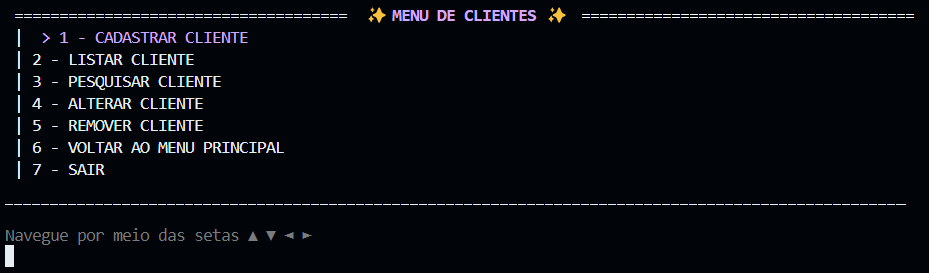 ===================================== ✨ MENU DE CLIENTES ✨ =====================================
| > 1 - CADASTRAR CLIENTE
| 2 - LISTAR CLIENTE
| 3 - PESQUISAR CLIENTE
| 4 - ALTERAR CLIENTE
| 5 - REMOVER CLIENTE
| 6 - VOLTAR AO MENU PRINCIPAL
| 7 - SAIR
____________________________________________________________________________________________________
Navegue por meio das setas ▲ ▼ ◄ ►